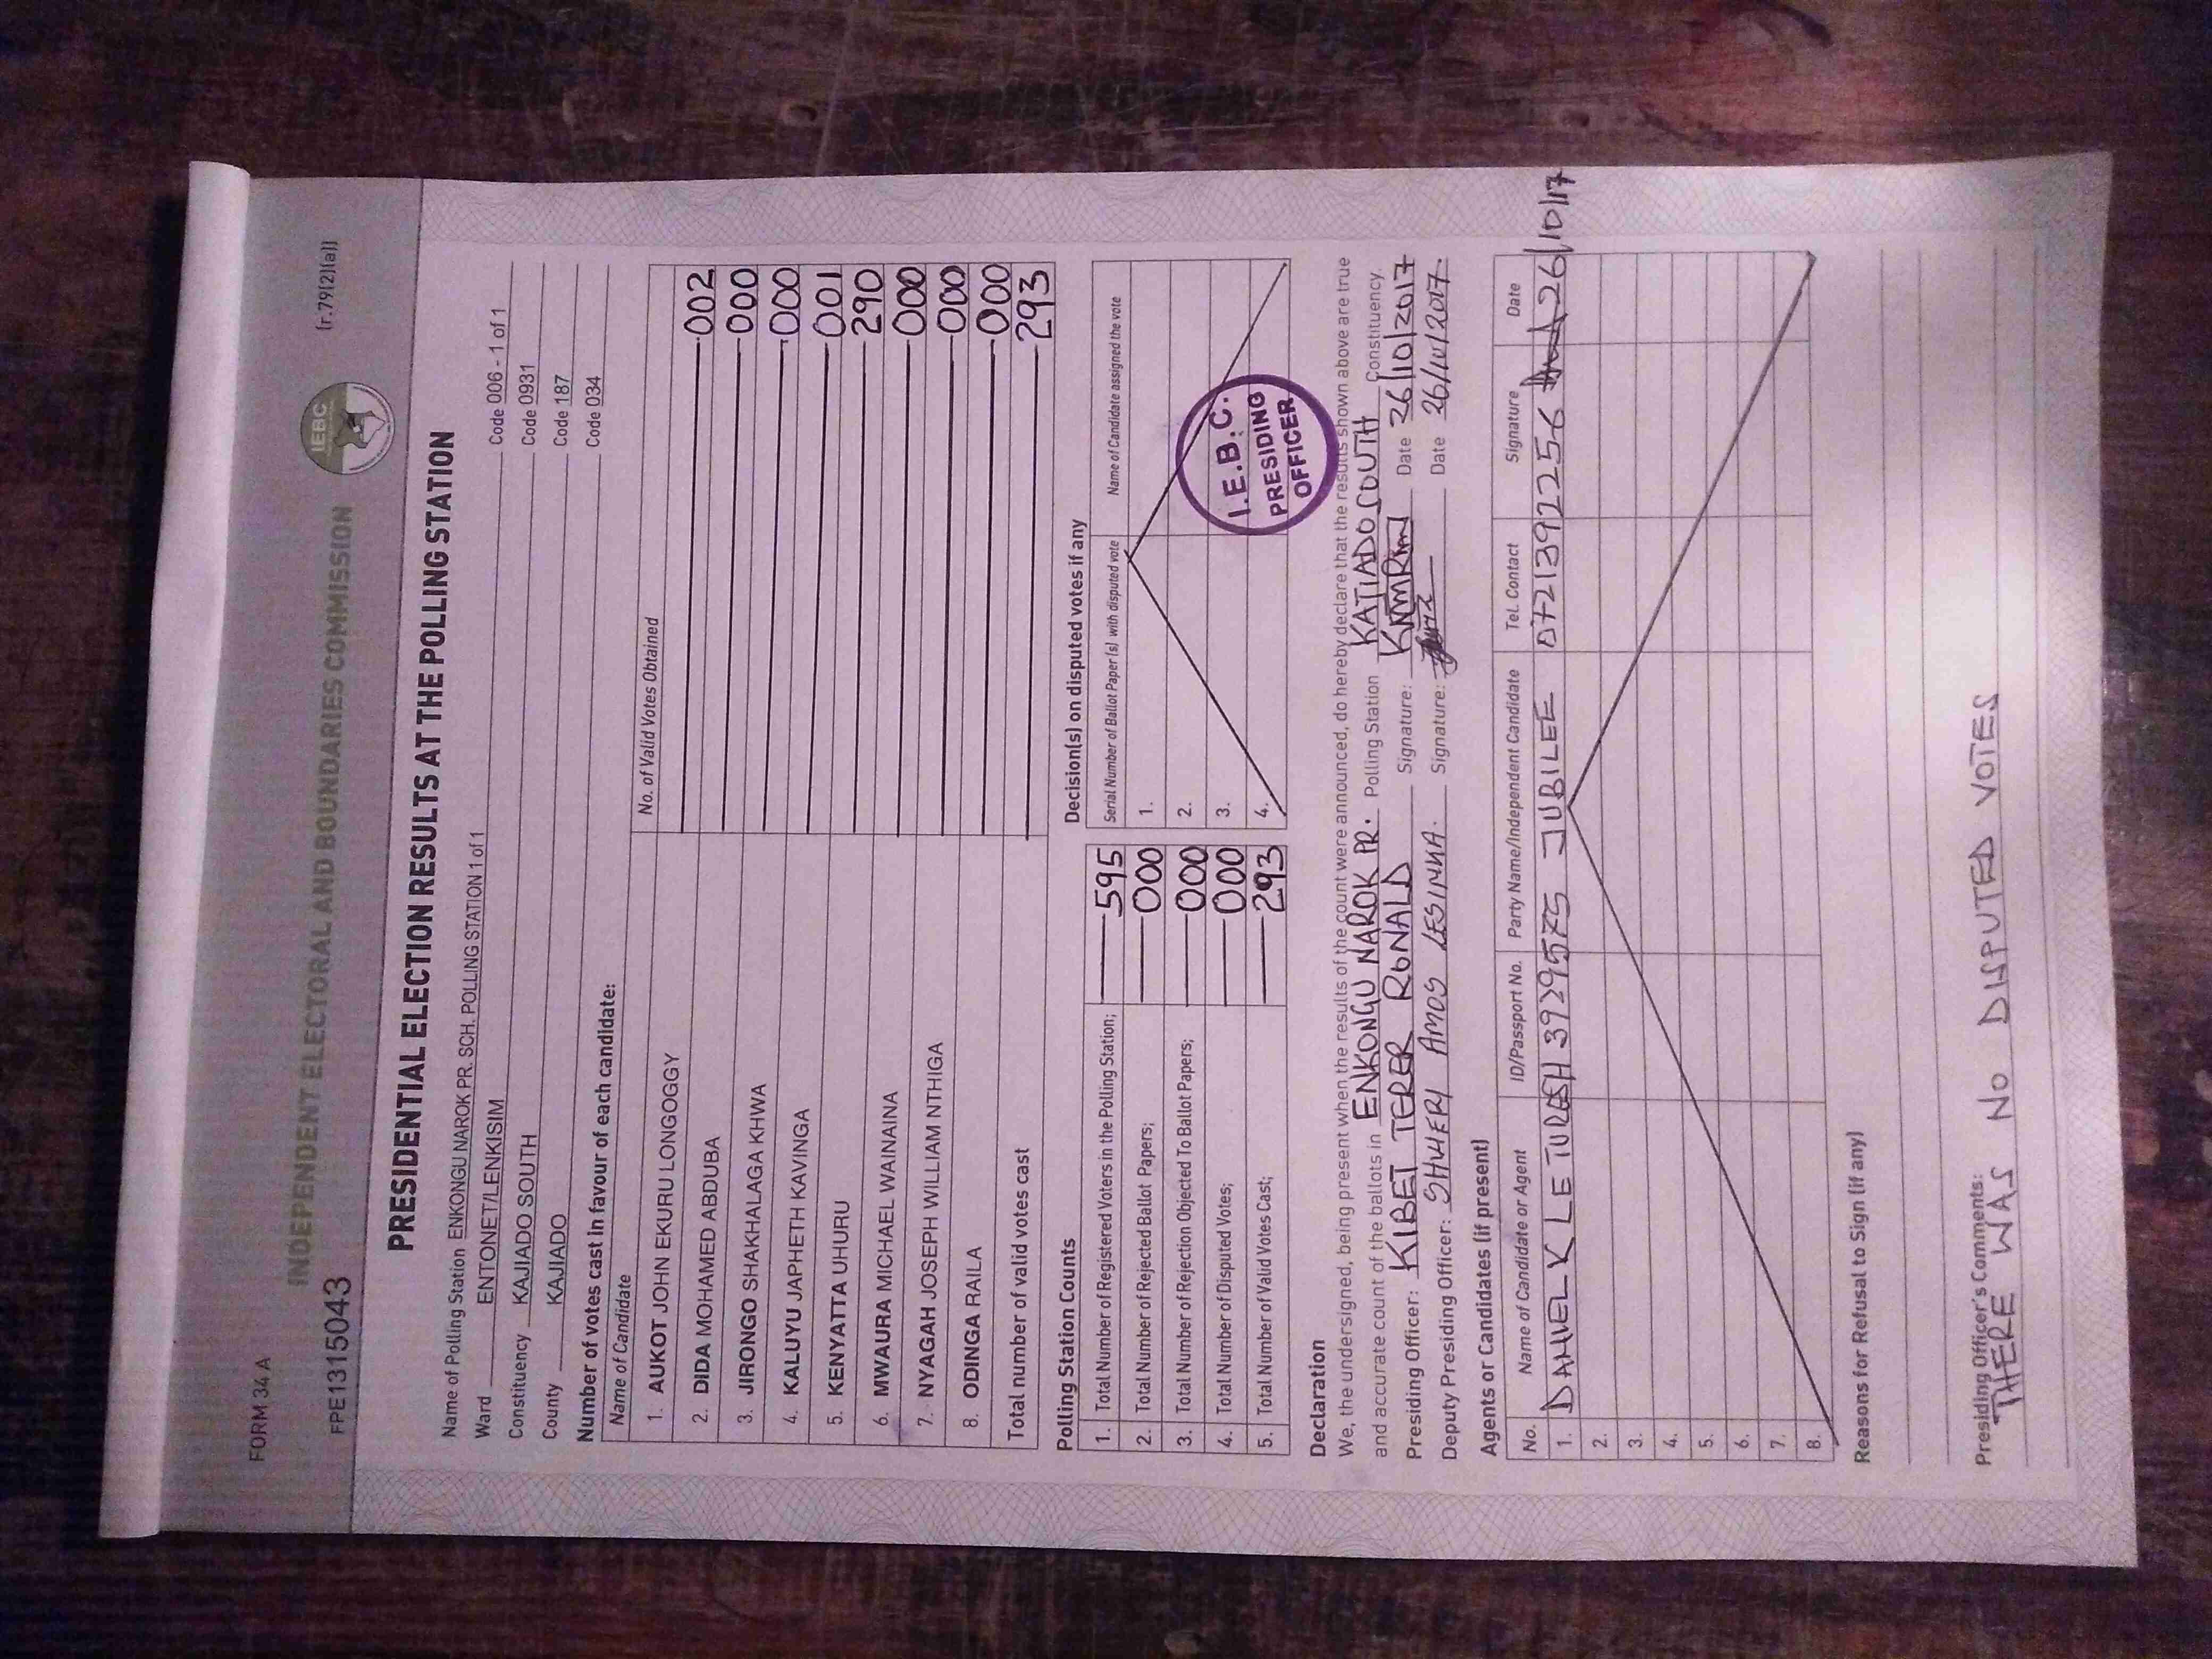 FORM 34 A
INDEPENDENT ELECTORAL AND BOUNDARIES COMMISSION
IEBC
FPE1315043
(r.79(2)(a))
PRESIDENTIAL ELECTION RESULTS AT THE POLLING STATION
Name of Polling Station ENKONGU NAROK PR. SCH. POLLING STATION 1 of 1 Code 006 - 1 of 1
Ward ENTONET/LENKISIM Code 0931
Constituency KAJIADO SOUTH Code 187
County KAJIADO Code 034
Number of votes cast in favour of each candidate:
Name of Candidate No. of Valid Votes Obtained
1. AUKOT JOHN EKURU LONGOGGY 002
2. DIDA MOHAMED ABDUBA 000
3. JIRONGO SHAKHALAGA KHWA 000
4. KALUYU JAPHETH KAVINGA 001
5. KENYATTA UHURU 290
6. MWAURA MICHAEL WAINAINA 000
7. NYAGAH JOSEPH WILLIAM NTHIGA 000
8. ODINGA RAILA 000
Total number of valid votes cast 293
Polling Station Counts
1. Total Number of Registered Voters in the Polling Station; 595
2. Total Number of Rejected Ballot Papers; 000
3. Total Number of Rejection Objected To Ballot Papers; 000
4. Total Number of Disputed Votes; 000
5. Total Number of Valid Votes Cast; 293
Decision(s) on disputed votes if any
Serial Number of Ballot Paper (s) with disputed vote Name of Candidate assigned the vote
1.
2.
3.
4.
I.E.B.C.
PRESIDING
OFFICER
Declaration
We, the undersigned, being present when the results of the count were announced, do hereby declare that the results shown above are true
and accurate count of the ballots in ENKONGU NAROK PR. Polling Station KAJIADO SOUTH Constituency.
Presiding Officer: KIBET TERER RONALD Signature: Date 26/10/2017
Deputy Presiding Officer: AMOS Signature: Date 26/10/2017.
Agents or Candidates (if present)
No. Name of Candidate or Agent ID/Passport No. Party Name/Independent Candidate Tel. Contact Signature Date
1. DANIEL K LE 3929575 JUBILEE 0721392256 26/10/17
2.
3.
4.
5.
6.
7.
8.
Reasons for Refusal to Sign (if any)
Presiding Officer's Comments:
THERE WAS NO DISPUTED VOTES